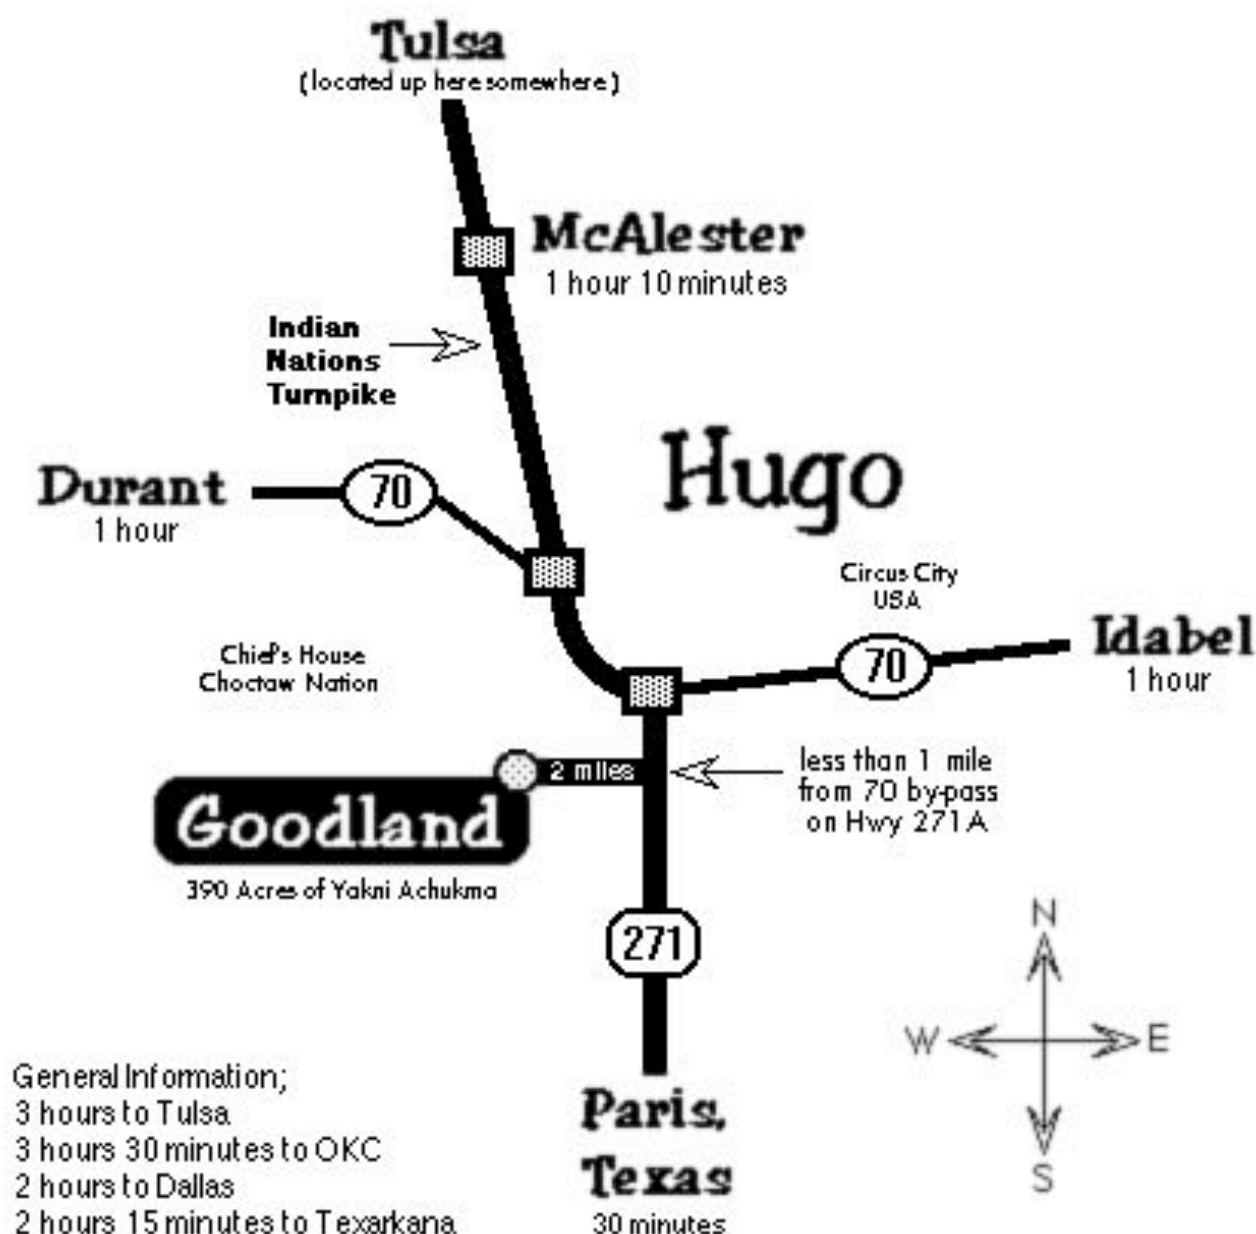 Tulsa
(located up here somewhere)
McAlester
1 hour 10 minutes
Indian
Nations
Turnpike
Hugo
Durant
1 hour
70
Circus City
USA
Idabel
1 hour
70
Chief's House
Choctaw Nation
2 miles
less than 1 mile
from 70 by-pass
on Hwy 271A
Goodland
390 Acres of Yakni Achukma
271
N
W
E
S
General Information;
3 hours to Tulsa
3 hours 30 minutes to OKC
2 hours to Dallas
2 hours 15 minutes to Texarkana
Paris,
Texas
30 minutes